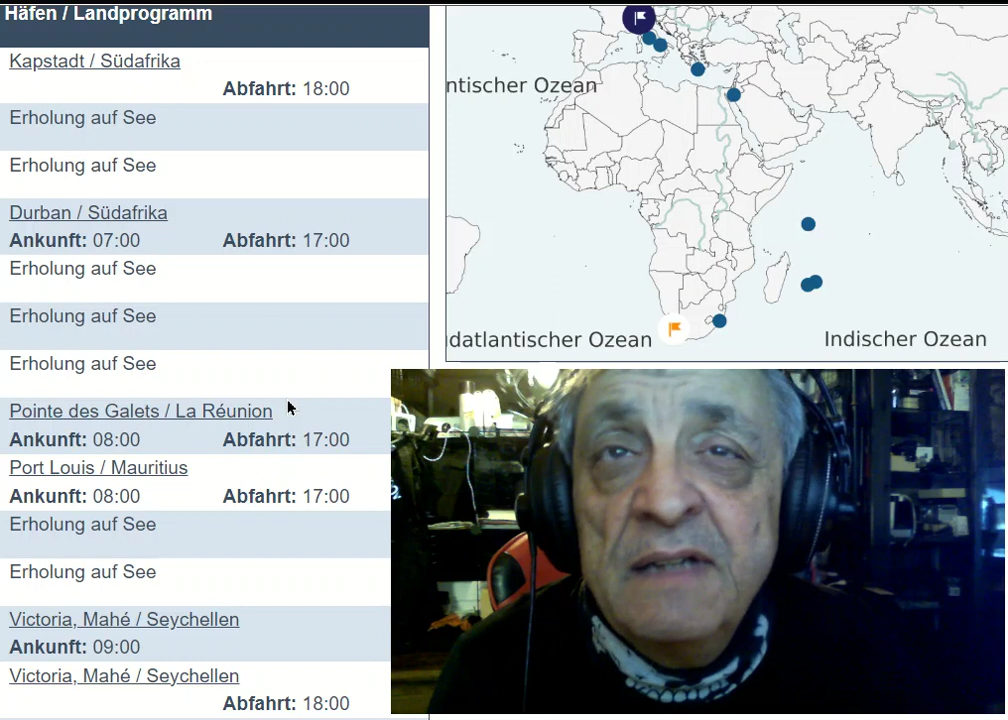 Häfen / Landprogramm
Kapstadt / Südafrika
Abfahrt: 18:00
Erholung auf See
Erholung auf See
Durban / Südafrika
Ankunft: 07:00 Abfahrt: 17:00
Erholung auf See
Erholung auf See
Erholung auf See
Pointe des Galets / La Réunion
Ankunft: 08:00 Abfahrt: 17:00
Port Louis / Mauritius
Ankunft: 08:00 Abfahrt: 17:00
Erholung auf See
Erholung auf See
Victoria, Mahé / Seychellen
Ankunft: 09:00
Victoria, Mahé / Seychellen
Abfahrt: 18:00
ntischer Ozean
idatlantischer Ozean
Indischer Ozean